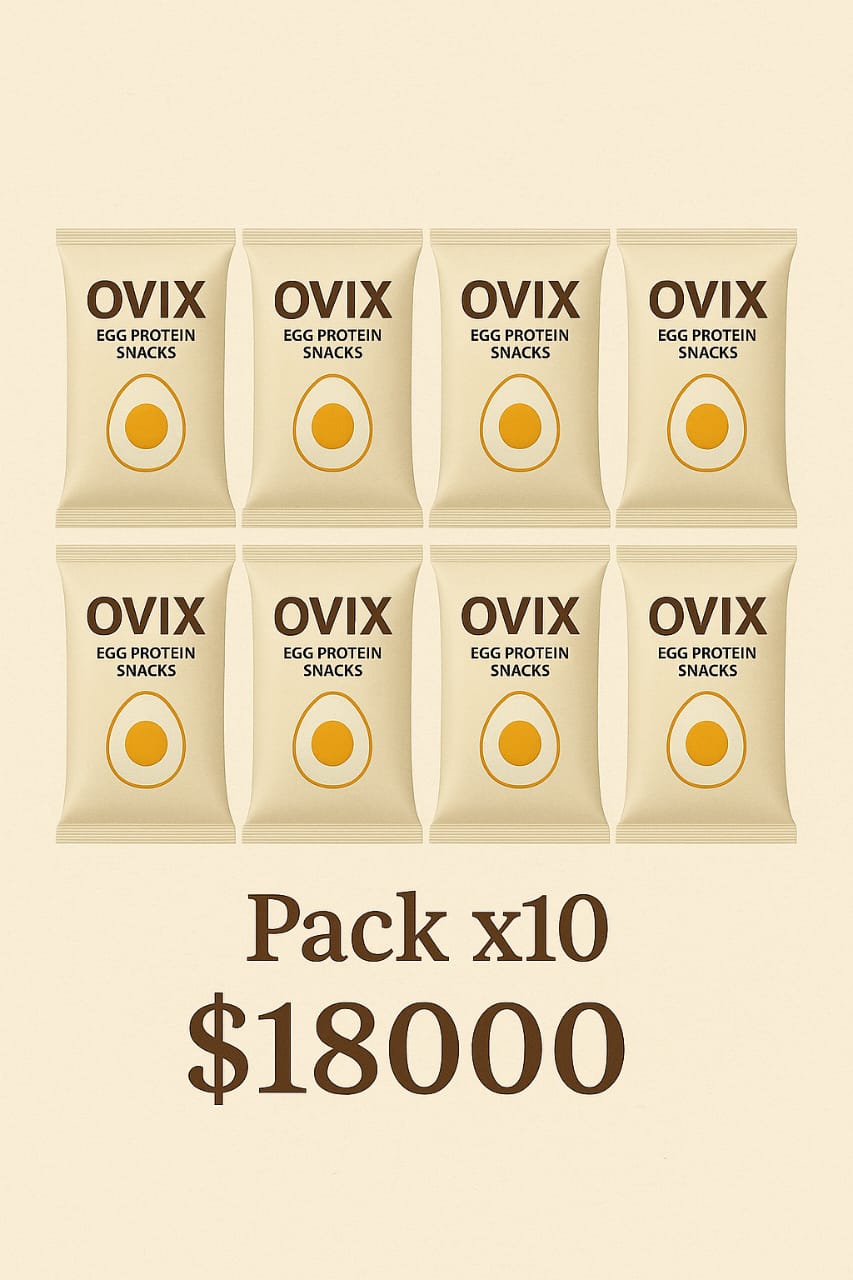 OVIX OVIX OVIX OVIX
EGG PROTEIN EGG PROTEIN EGG PROTEIN EGG PROTEIN
SNACKS SNACKS SNACKS SNACKS
OVIX OVIX OVIX OVIX
EGG PROTEIN EGG PROTEIN EGG PROTEIN EGG PROTEIN
SNACKS SNACKS SNACKS SNACKS
Pack x10
$18000